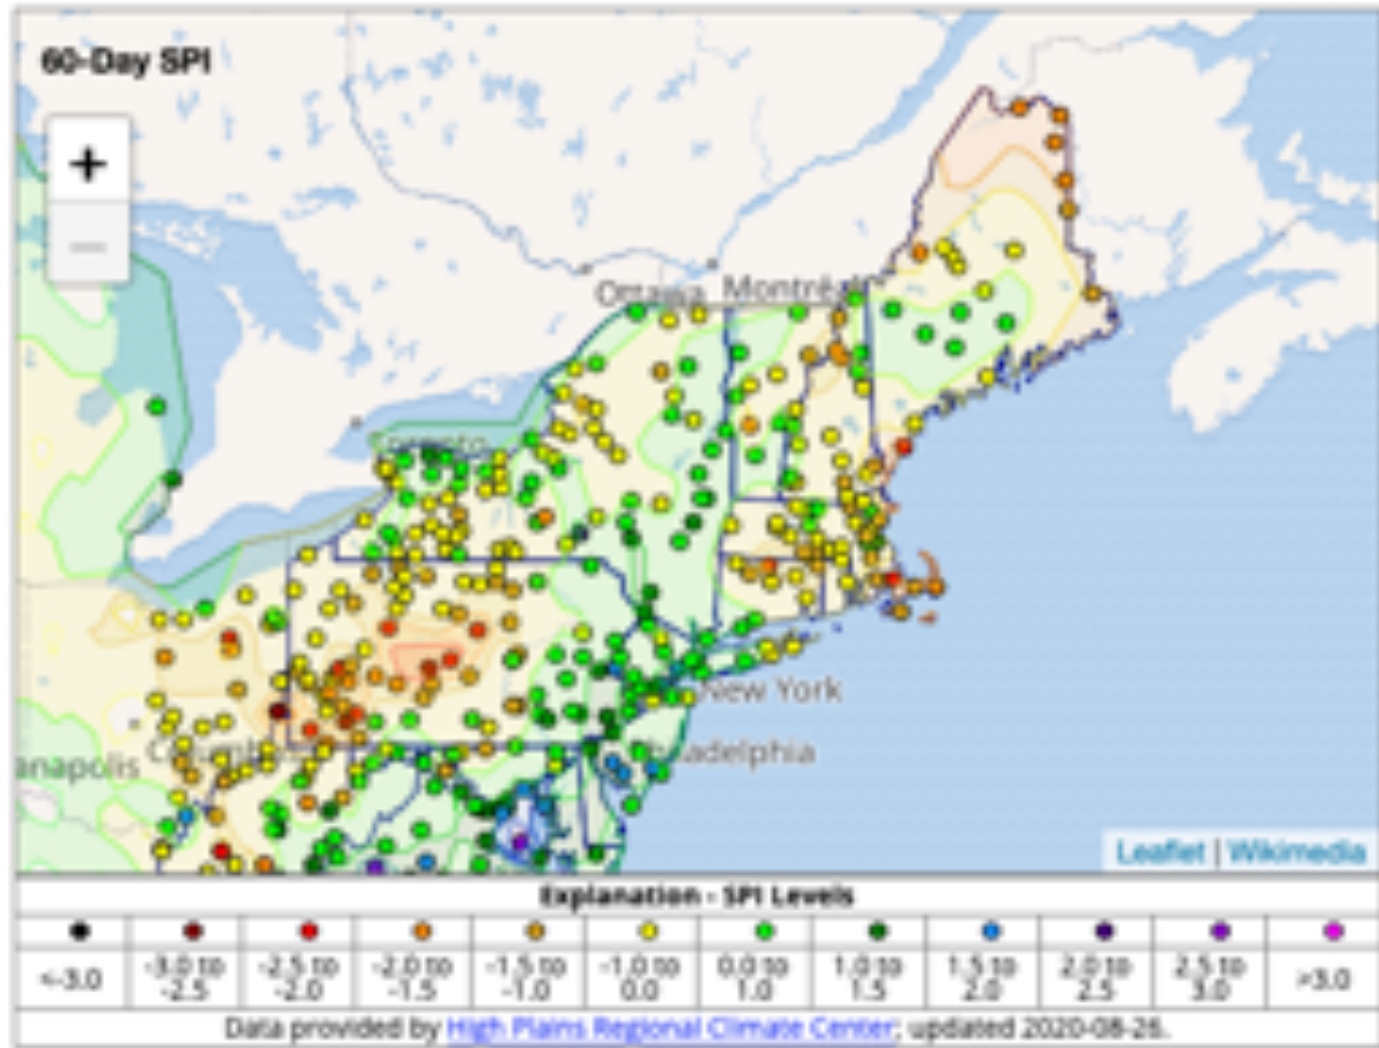 60-Day SPI
+
−
Ottawa Montréal
Toronto
New York
Columbus
Philadelphia
anapolis
Leaflet | Wikimedia
Explanation - SPI Levels
<-3.0 -3.0 to -2.5 -2.5 to -2.0 -2.0 to -1.5 -1.5 to -1.0 -1.0 to 0.0 0.0 to 1.0 1.0 to 1.5 1.5 to 2.0 2.0 to 2.5 2.5 to 3.0 >3.0
Data provided by High Plains Regional Climate Center; updated 2020-08-26.